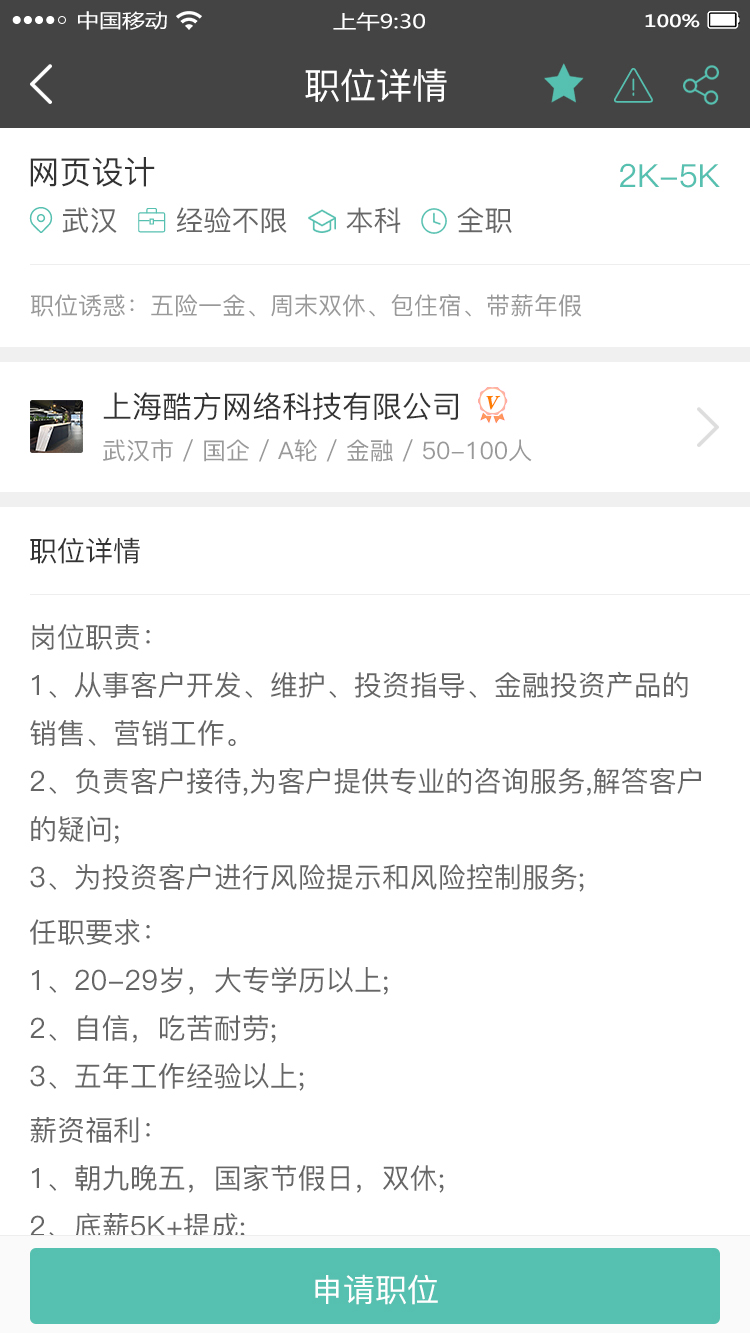 中国移动 上午9:30 100%
职位详情
网页设计 2K-5K
武汉 经验不限 本科 全职
职位诱惑：五险一金、周末双休、包住宿、带薪年假
上海酷方网络科技有限公司 V
武汉市 / 国企 / A轮 / 金融 / 50-100人
职位详情
岗位职责：
1、从事客户开发、维护、投资指导、金融投资产品的
销售、营销工作。
2、负责客户接待,为客户提供专业的咨询服务,解答客户
的疑问;
3、为投资客户进行风险提示和风险控制服务;
任职要求：
1、20-29岁，大专学历以上;
2、自信，吃苦耐劳;
3、五年工作经验以上;
薪资福利：
1、朝九晚五，国家节假日，双休;
2、底薪5K+提成;
申请职位